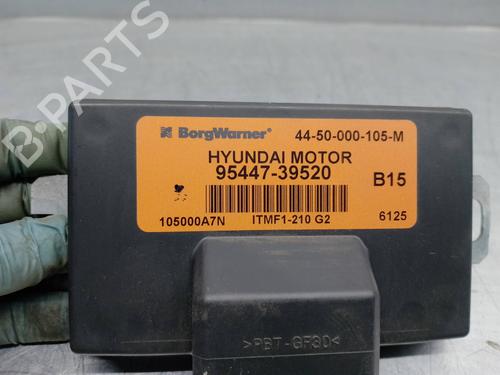 BorgWarner 44-50-000-105-M
HYUNDAI MOTOR
95447-39520
B15
105000A7N ITMF1-210 G2 6125
>PBT-GF30<
B-PARTS